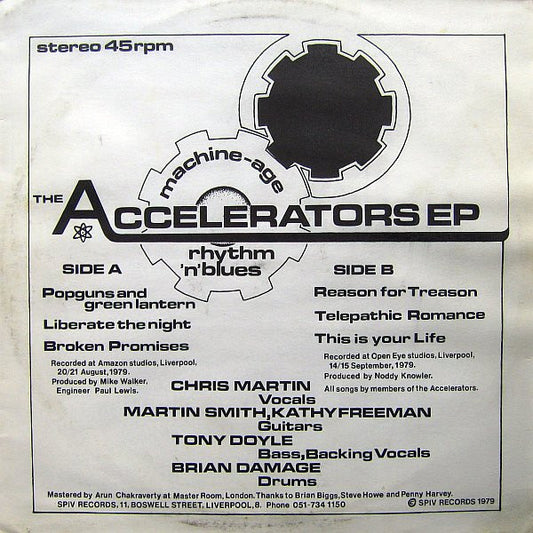 stereo 45rpm
machine-age
THE ACCELERATORS EP
rhythm
'n' blues
SIDE A
Popguns and
green lantern
Liberate the night
Broken Promises
Recorded at Amazon studios, Liverpool,
20/21 August, 1979.
Produced by Mike Walker.
Engineer Paul Lewis.
SIDE B
Reason for Treason
Telepathic Romance
This is your Life
Recorded at Open Eye studios, Liverpool,
14/15 September, 1979.
Produced by Noddy Knowler.
All songs by members of the Accelerators.
CHRIS MARTIN
Vocals
MARTIN SMITH, KATHY FREEMAN
Guitars
TONY DOYLE
Bass, Backing Vocals
BRIAN DAMAGE
Drums
Mastered by Arun Chakraverty at Master Room, London. Thanks to Brian Biggs, Steve Howe and Penny Harvey.
SPIV RECORDS, 11, BOSWELL STREET, LIVERPOOL, 8. Phone 051-734 1150
© SPIV RECORDS 1979